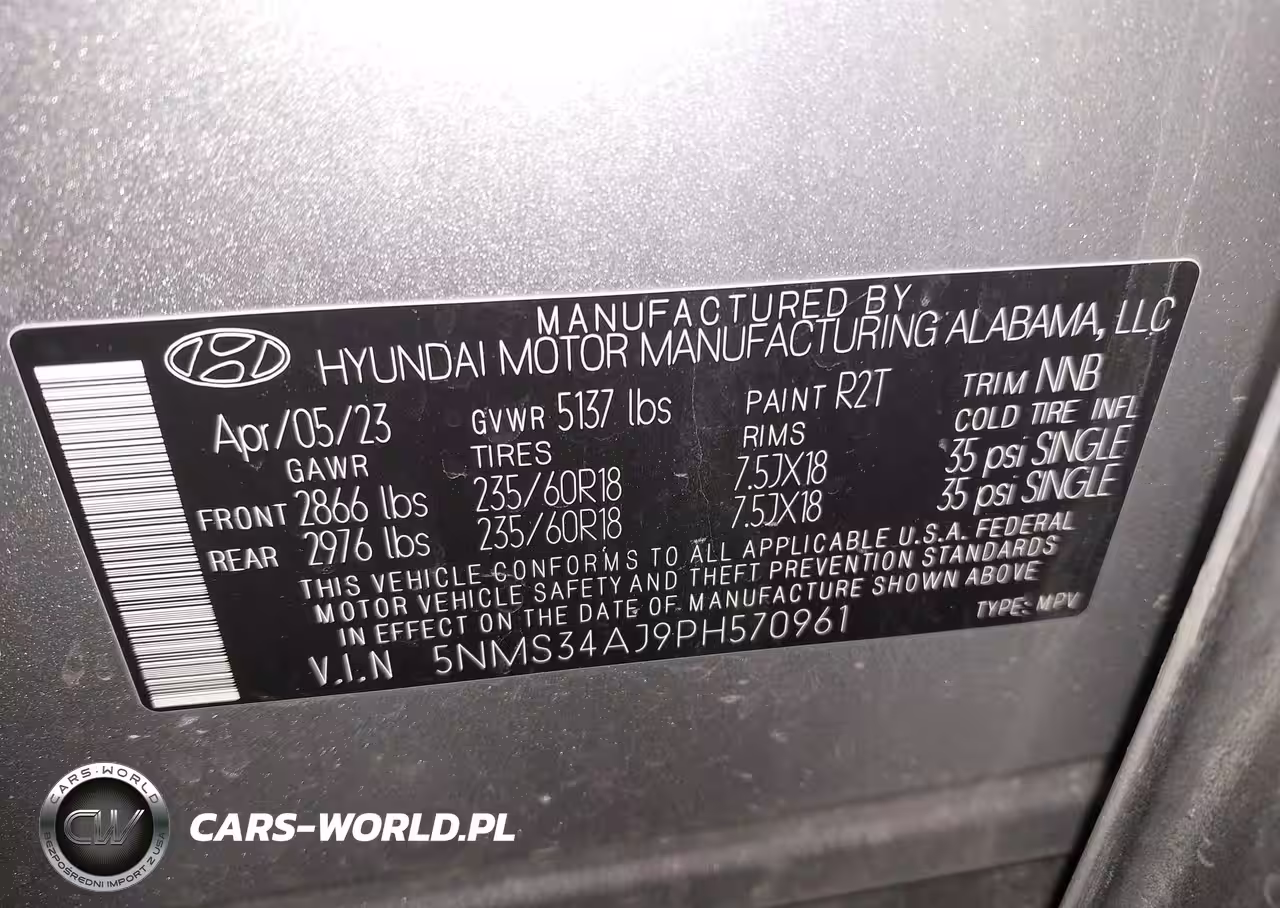 MANUFACTURED BY
HYUNDAI MOTOR MANUFACTURING ALABAMA, LLC
Apr/05/23 GVWR 5137 lbs PAINT R2T TRIM NNB
GAWR TIRES RIMS COLD TIRE INFL
FRONT 2866 lbs 235/60R18 7.5JX18 35 psi SINGLE
REAR 2976 lbs 235/60R18 7.5JX18 35 psi SINGLE
THIS VEHICLE CONFORMS TO ALL APPLICABLE U.S.A. FEDERAL
MOTOR VEHICLE SAFETY AND THEFT PREVENTION STANDARDS
IN EFFECT ON THE DATE OF MANUFACTURE SHOWN ABOVE
V.I.N 5NMS34AJ9PH570961 TYPE: MPV
CARS-WORLD
CW
BEZPOŚREDNI IMPORT Z USA
CARS-WORLD.PL